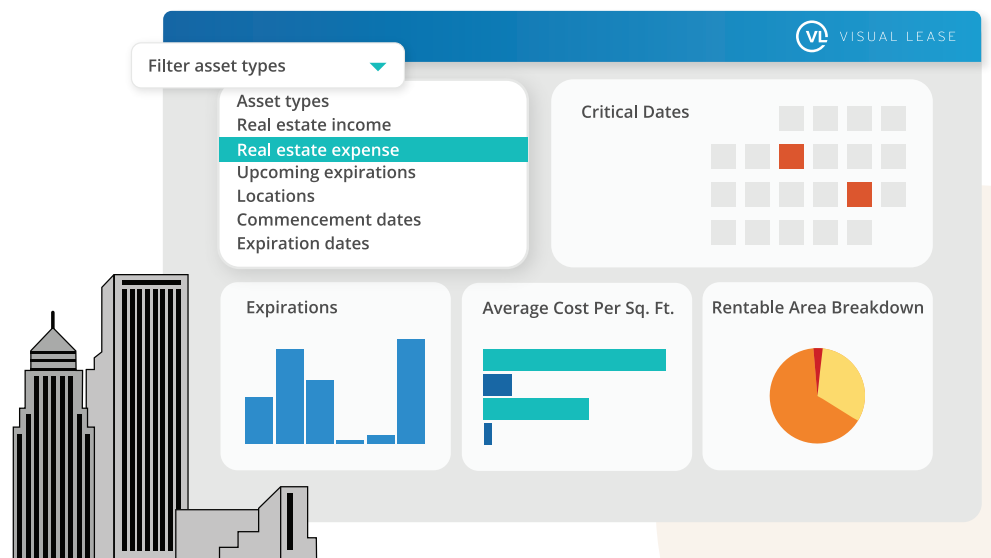 VL VISUAL LEASE
Filter asset types
Asset types
Real estate income
Real estate expense
Upcoming expirations
Locations
Commencement dates
Expiration dates
Critical Dates
Expirations
Average Cost Per Sq. Ft.
Rentable Area Breakdown